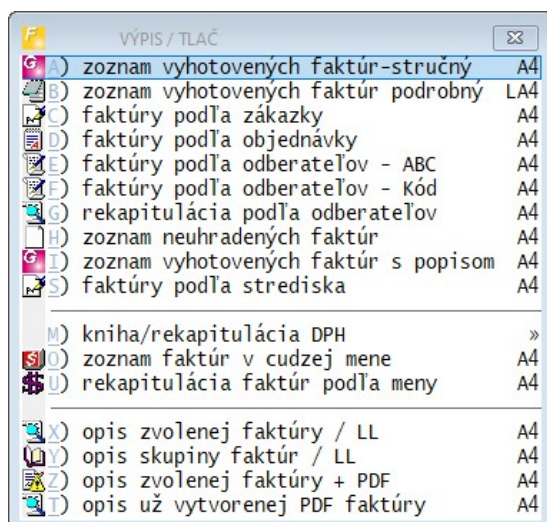 VÝPIS / TLAČ
A) zoznam vyhotovených faktúr-stručný A4
B) zoznam vyhotovených faktúr podrobný LA4
C) faktúry podľa zákazky A4
D) faktúry podľa objednávky A4
E) faktúry podľa odberateľov - ABC A4
F) faktúry podľa odberateľov - Kód A4
G) rekapitulácia podľa odberateľov A4
H) zoznam neuhradených faktúr A4
I) zoznam vyhotovených faktúr s popisom A4
S) faktúry podľa strediska A4
M) kniha/rekapitulácia DPH »
O) zoznam faktúr v cudzej mene A4
U) rekapitulácia faktúr podľa meny A4
X) opis zvolenej faktúry / LL A4
Y) opis skupiny faktúr / LL A4
Z) opis zvolenej faktúry + PDF A4
T) opis už vytvorenej PDF faktúry A4